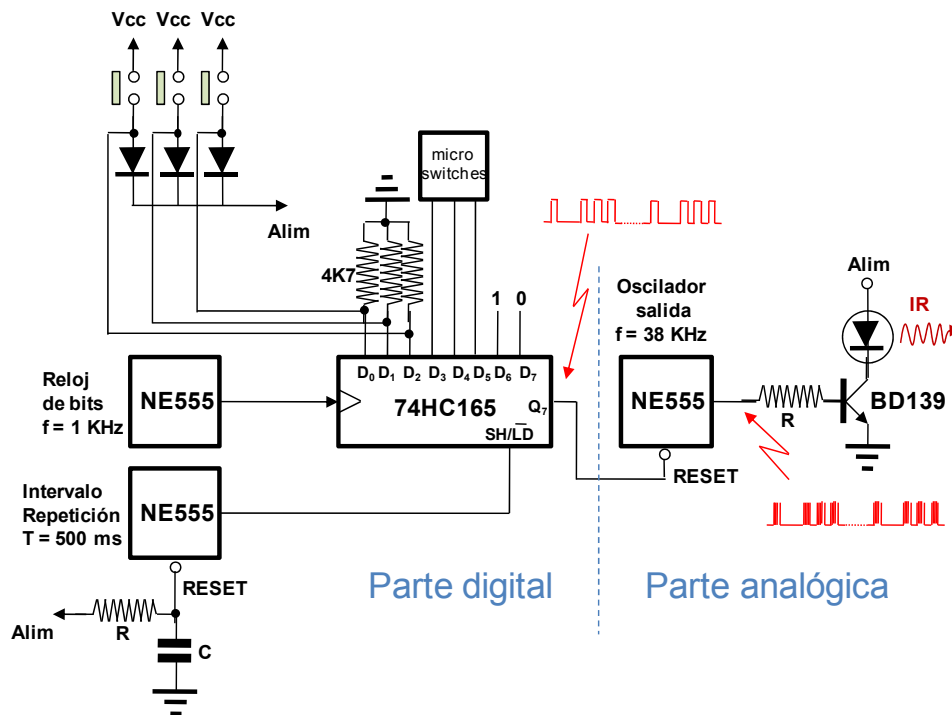 Vcc Vcc Vcc
micro
switches
Alim
4K7
1 0
Oscilador
salida
f = 38 KHz
Alim
IR
Reloj
de bits
f = 1 KHz
NE555
D0 D1 D2 D3 D4 D5 D6 D7
74HC165
Q7
SH/LD
NE555
R
BD139
RESET
Intervalo
Repetición
T = 500 ms
NE555
RESET
Alim
R
C
Parte digital
Parte analógica